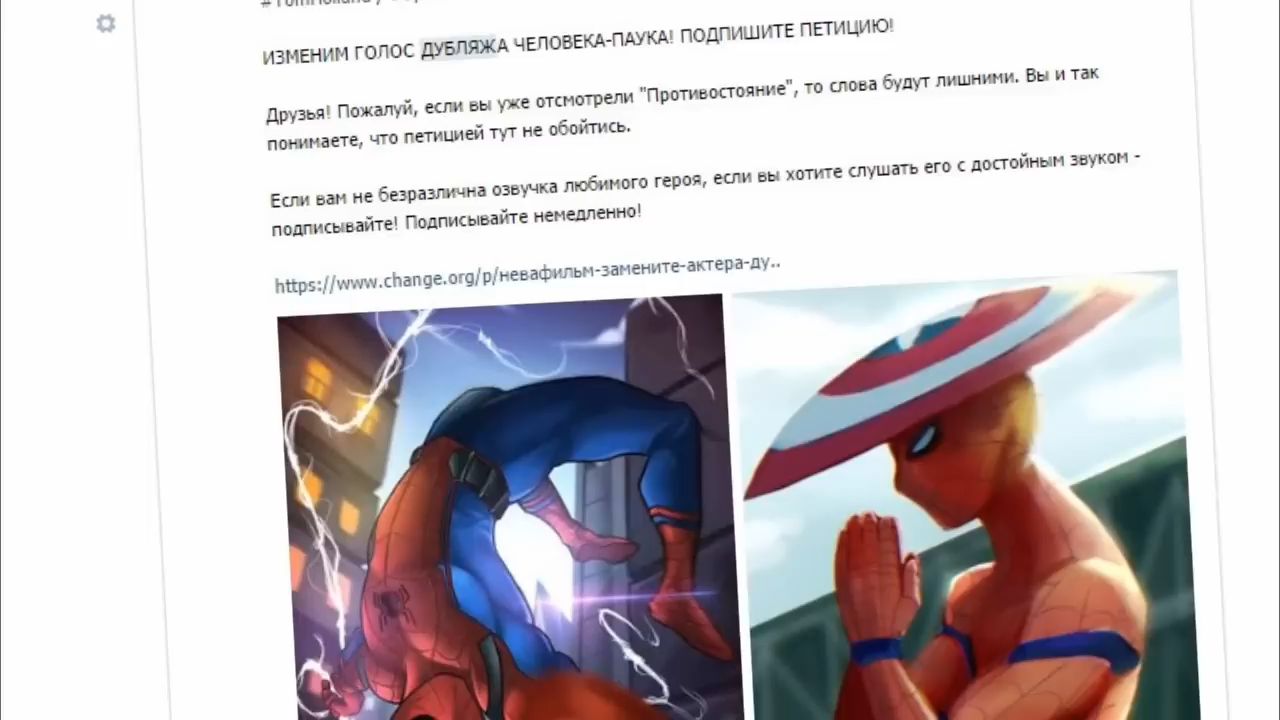 ИЗМЕНИМ ГОЛОС ДУБЛЯЖА ЧЕЛОВЕКА-ПАУКА! ПОДПИШИТЕ ПЕТИЦИЮ!
Друзья! Пожалуй, если вы уже отсмотрели "Противостояние", то слова будут лишними. Вы и так
понимаете, что петицией тут не обойтись.
Если вам не безразлична озвучка любимого героя, если вы хотите слушать его с достойным звуком -
подписывайте! Подписывайте немедленно!
https://www.change.org/p/невафильм-замените-актера-ду..